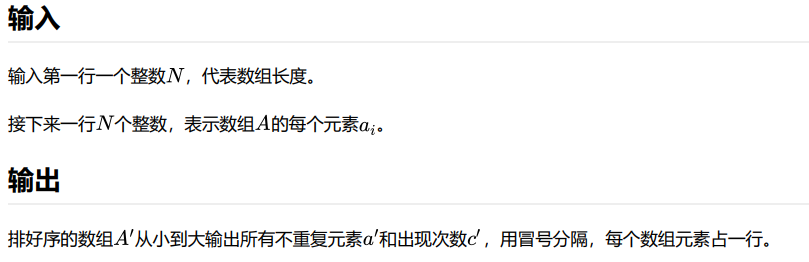 输入
输入第一行一个整数N，代表数组长度。
接下来一行N个整数，表示数组A的每个元素aᵢ。
输出
排好序的数组A′从小到大输出所有不重复元素a′和出现次数c′，用冒号分隔，每个数组元素占一行。